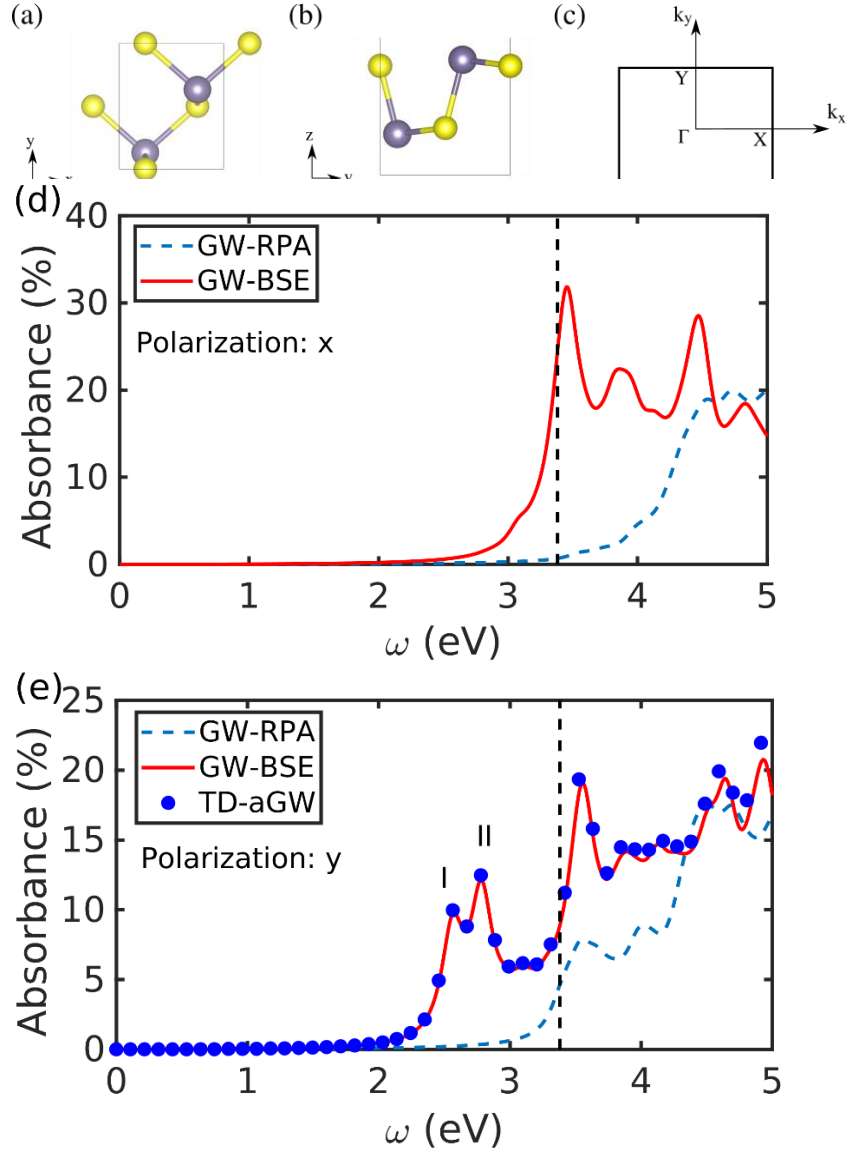 (a)
(b)
(c)
y
z
k_y
Y
Γ
X
k_x
(d)
Absorbance (%)
40
30
20
10
0
GW-RPA
GW-BSE
Polarization: x
0 1 2 3 4 5
ω (eV)
(e)
Absorbance (%)
25
20
15
10
5
0
GW-RPA
GW-BSE
TD-aGW
Polarization: y
I
II
0 1 2 3 4 5
ω (eV)